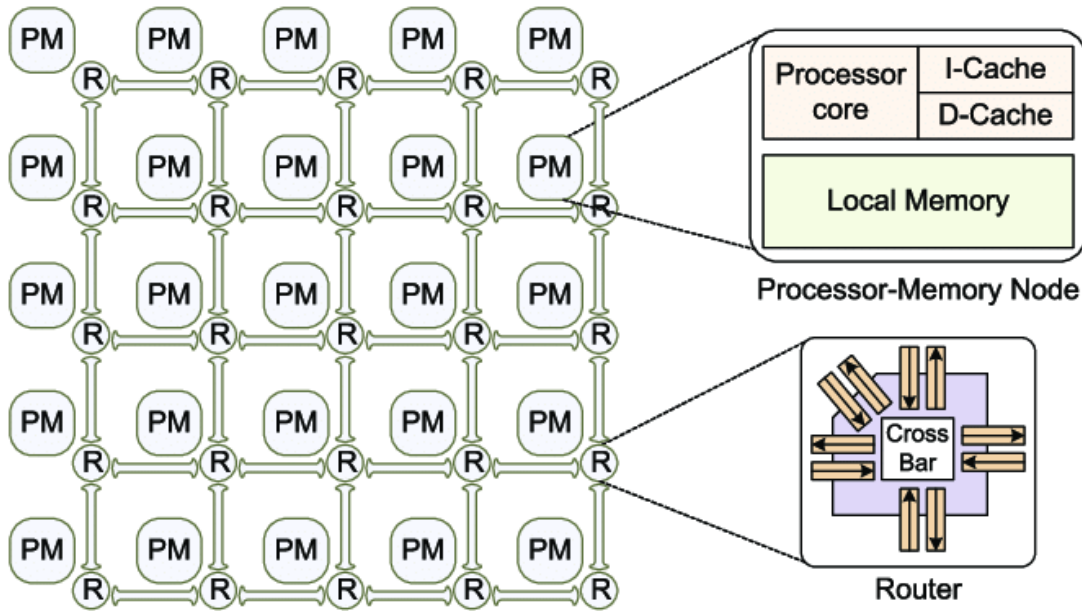 PM PM PM PM PM
R R R R R
PM PM PM PM PM
R R R R R
PM PM PM PM PM
R R R R R
PM PM PM PM PM
R R R R R
PM PM PM PM PM
R R R R R
Processor
core
I-Cache
D-Cache
Local Memory
Processor-Memory Node
Cross
Bar
Router